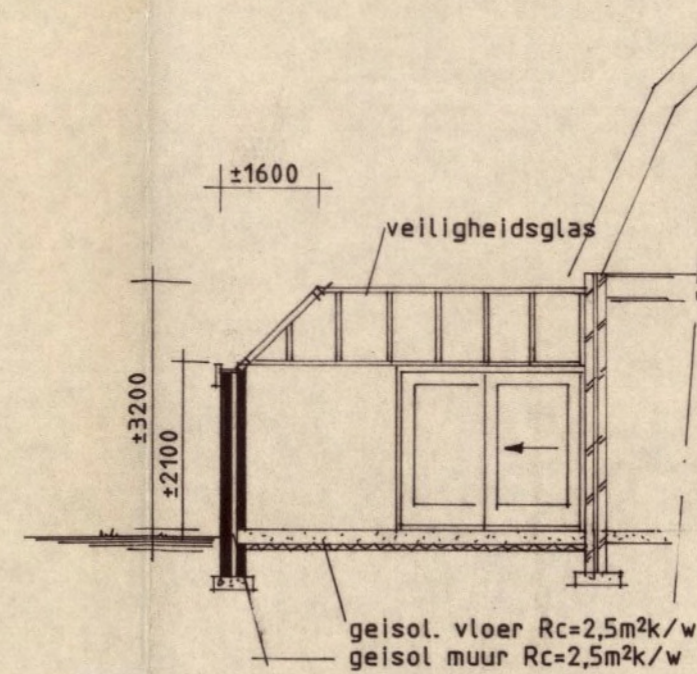 ±1600
veiligheidsglas
±3200
±2100
geisol. vloer Rc=2,5m²k/w
geisol muur Rc=2,5m²k/w